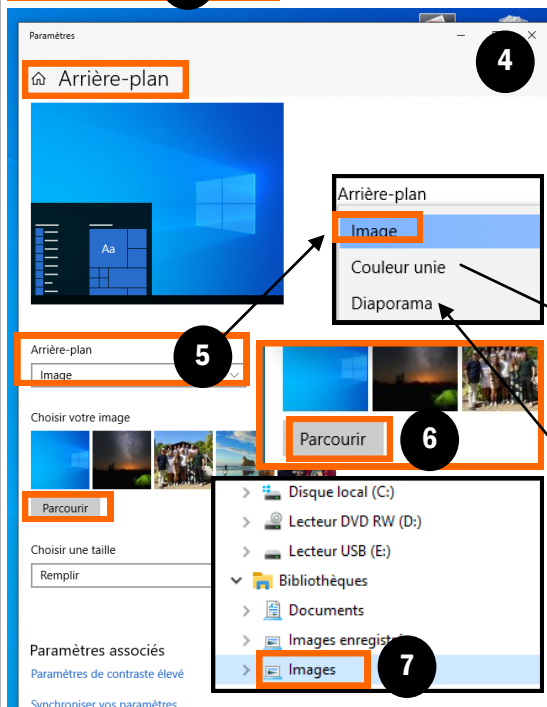 Paramètres
4
Arrière-plan
Aa
Arrière-plan
Image
Couleur unie
Diaporama
Arrière-plan
5
Image
Choisir votre image
Parcourir
6
Parcourir
Choisir une taille
Remplir
Disque local (C:)
Lecteur DVD RW (D:)
Lecteur USB (E:)
Bibliothèques
Documents
Images
Images
7
Paramètres associés
Paramètres de contraste élevé
Synchroniser vos paramètres